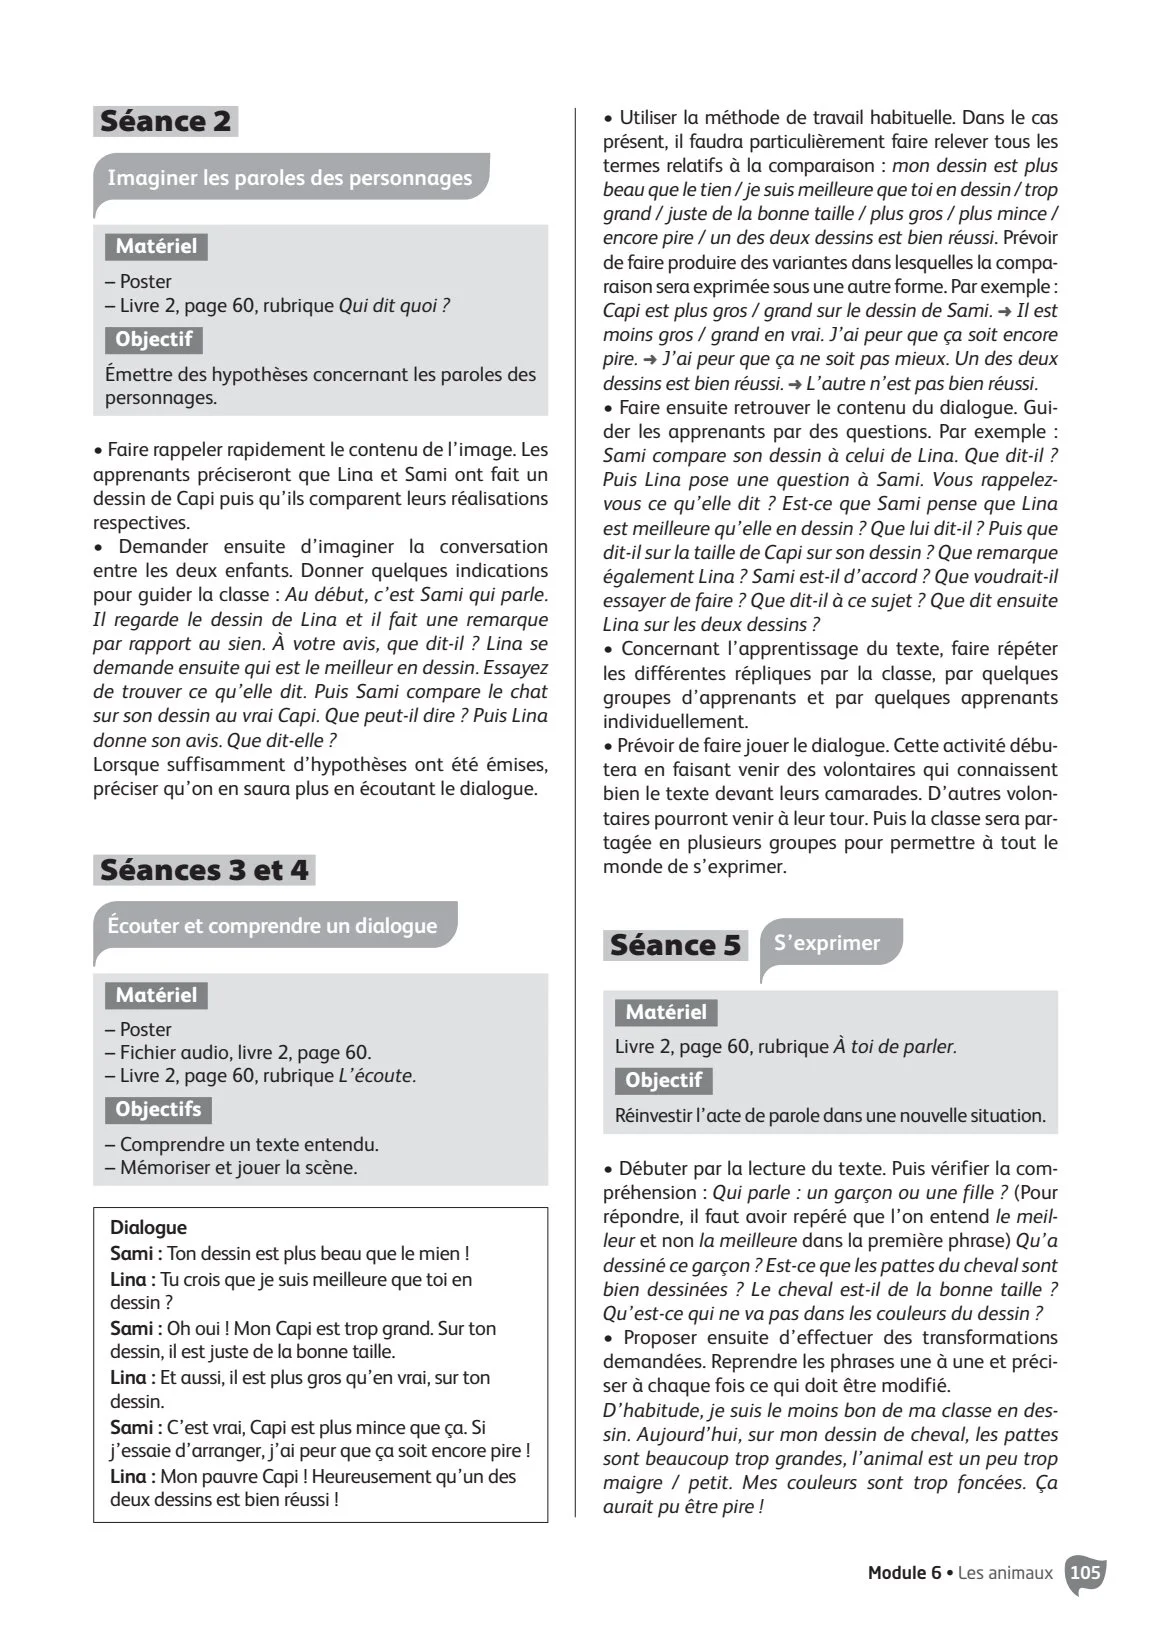 Séance 2
Imaginer les paroles des personnages
Matériel
– Poster
– Livre 2, page 60, rubrique Qui dit quoi ?
Objectif
Émettre des hypothèses concernant les paroles des
personnages.
• Faire rappeler rapidement le contenu de l’image. Les
apprenants préciseront que Lina et Sami ont fait un
dessin de Capi puis qu’ils comparent leurs réalisations
respectives.
• Demander ensuite d’imaginer la conversation
entre les deux enfants. Donner quelques indications
pour guider la classe : Au début, c’est Sami qui parle.
Il regarde le dessin de Lina et il fait une remarque
par rapport au sien. À votre avis, que dit-il ? Lina se
demande ensuite qui est le meilleur en dessin. Essayez
de trouver ce qu’elle dit. Puis Sami compare le chat
sur son dessin au vrai Capi. Que peut-il dire ? Puis Lina
donne son avis. Que dit-elle ?
Lorsque suffisamment d’hypothèses ont été émises,
préciser qu’on en saura plus en écoutant le dialogue.
Séances 3 et 4
Écouter et comprendre un dialogue
Matériel
– Poster
– Fichier audio, livre 2, page 60.
– Livre 2, page 60, rubrique L’écoute.
Objectifs
– Comprendre un texte entendu.
– Mémoriser et jouer la scène.
Dialogue
Sami : Ton dessin est plus beau que le mien !
Lina : Tu crois que je suis meilleure que toi en
dessin ?
Sami : Oh oui ! Mon Capi est trop grand. Sur ton
dessin, il est juste de la bonne taille.
Lina : Et aussi, il est plus gros qu’en vrai, sur ton
dessin.
Sami : C’est vrai, Capi est plus mince que ça. Si
j’essaie d’arranger, j’ai peur que ça soit encore pire !
Lina : Mon pauvre Capi ! Heureusement qu’un des
deux dessins est bien réussi !
• Utiliser la méthode de travail habituelle. Dans le cas
présent, il faudra particulièrement faire relever tous les
termes relatifs à la comparaison : mon dessin est plus
beau que le tien / je suis meilleure que toi en dessin / trop
grand / juste de la bonne taille / plus gros / plus mince /
encore pire / un des deux dessins est bien réussi. Prévoir
de faire produire des variantes dans lesquelles la compa-
raison sera exprimée sous une autre forme. Par exemple :
Capi est plus gros / grand sur le dessin de Sami. ➜ Il est
moins gros / grand en vrai. J’ai peur que ça soit encore
pire. ➜ J’ai peur que ça ne soit pas mieux. Un des deux
dessins est bien réussi. ➜ L’autre n’est pas bien réussi.
• Faire ensuite retrouver le contenu du dialogue. Gui-
der les apprenants par des questions. Par exemple :
Sami compare son dessin à celui de Lina. Que dit-il ?
Puis Lina pose une question à Sami. Vous rappelez-
vous ce qu’elle dit ? Est-ce que Sami pense que Lina
est meilleure qu’elle en dessin ? Que lui dit-il ? Puis que
dit-il sur la taille de Capi sur son dessin ? Que remarque
également Lina ? Sami est-il d’accord ? Que voudrait-il
essayer de faire ? Que dit-il à ce sujet ? Que dit ensuite
Lina sur les deux dessins ?
• Concernant l’apprentissage du texte, faire répéter
les différentes répliques par la classe, par quelques
groupes d’apprenants et par quelques apprenants
individuellement.
• Prévoir de faire jouer le dialogue. Cette activité débu-
tera en faisant venir des volontaires qui connaissent
bien le texte devant leurs camarades. D’autres volon-
taires pourront venir à leur tour. Puis la classe sera par-
tagée en plusieurs groupes pour permettre à tout le
monde de s’exprimer.
Séance 5
S’exprimer
Matériel
Livre 2, page 60, rubrique À toi de parler.
Objectif
Réinvestir l’acte de parole dans une nouvelle situation.
• Débuter par la lecture du texte. Puis vérifier la com-
préhension : Qui parle : un garçon ou une fille ? (Pour
répondre, il faut avoir repéré que l’on entend le meil-
leur et non la meilleure dans la première phrase) Qu’a
dessiné ce garçon ? Est-ce que les pattes du cheval sont
bien dessinées ? Le cheval est-il de la bonne taille ?
Qu’est-ce qui ne va pas dans les couleurs du dessin ?
• Proposer ensuite d’effectuer des transformations
demandées. Reprendre les phrases une à une et préci-
ser à chaque fois ce qui doit être modifié.
D’habitude, je suis le moins bon de ma classe en des-
sin. Aujourd’hui, sur mon dessin de cheval, les pattes
sont beaucoup trop grandes, l’animal est un peu trop
maigre / petit. Mes couleurs sont trop foncées. Ça
aurait pu être pire !
Module 6 • Les animaux 105